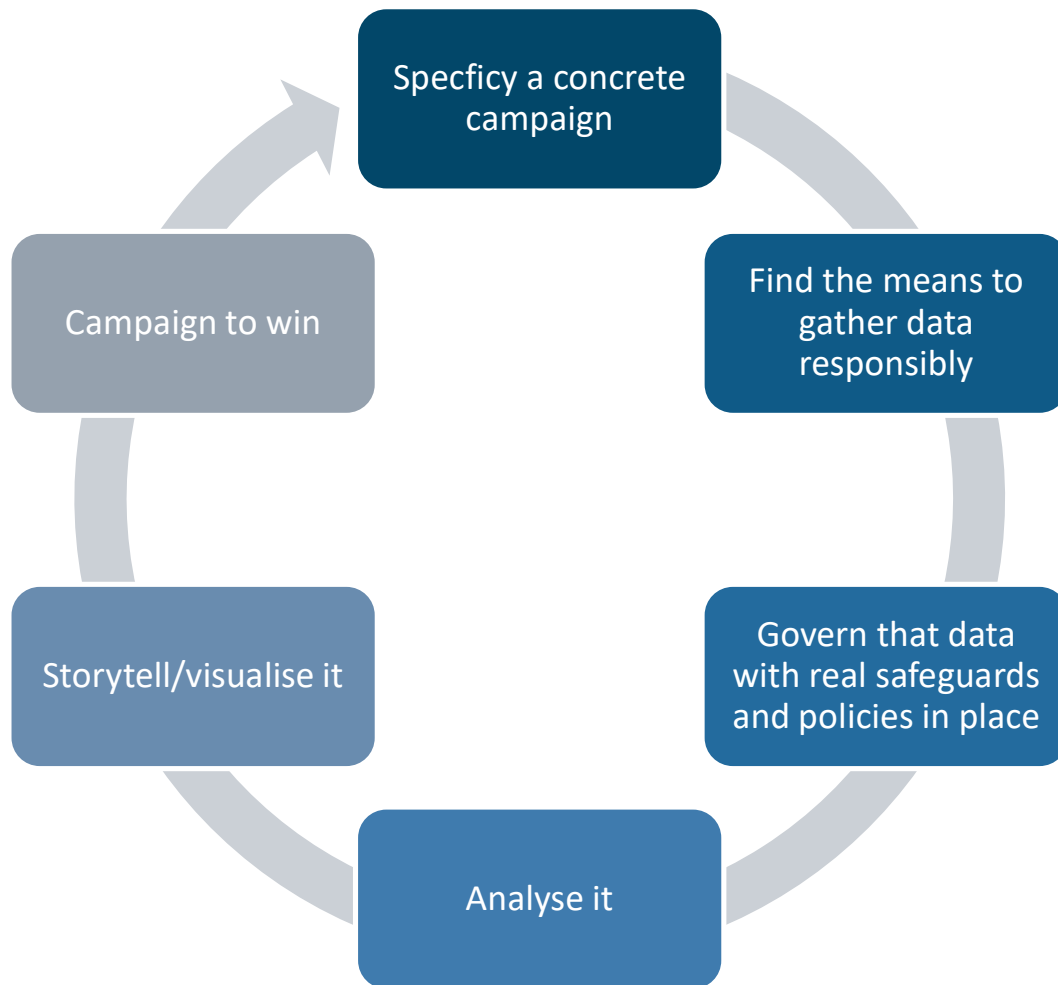 Specficy a concrete
campaign
Find the means to
gather data
responsibly
Govern that data
with real safeguards
and policies in place
Analyse it
Storytell/visualise it
Campaign to win